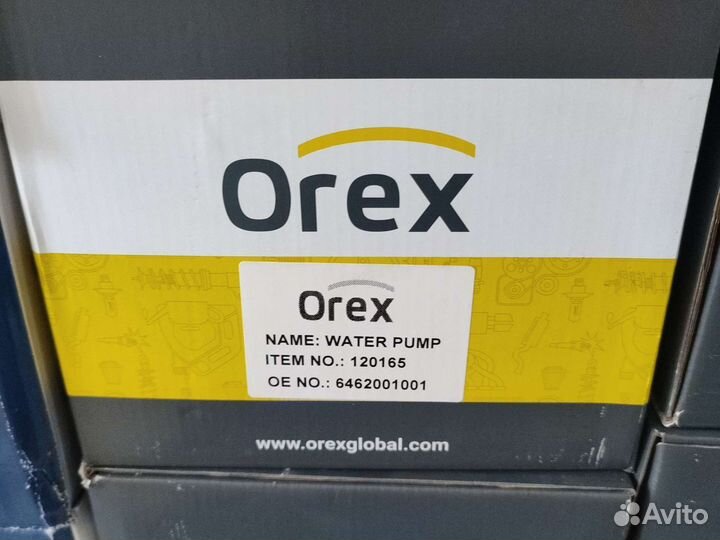 Orex
Orex
NAME: WATER PUMP
ITEM NO.: 120165
OE NO.: 6462001001
www.orexglobal.com
Avito